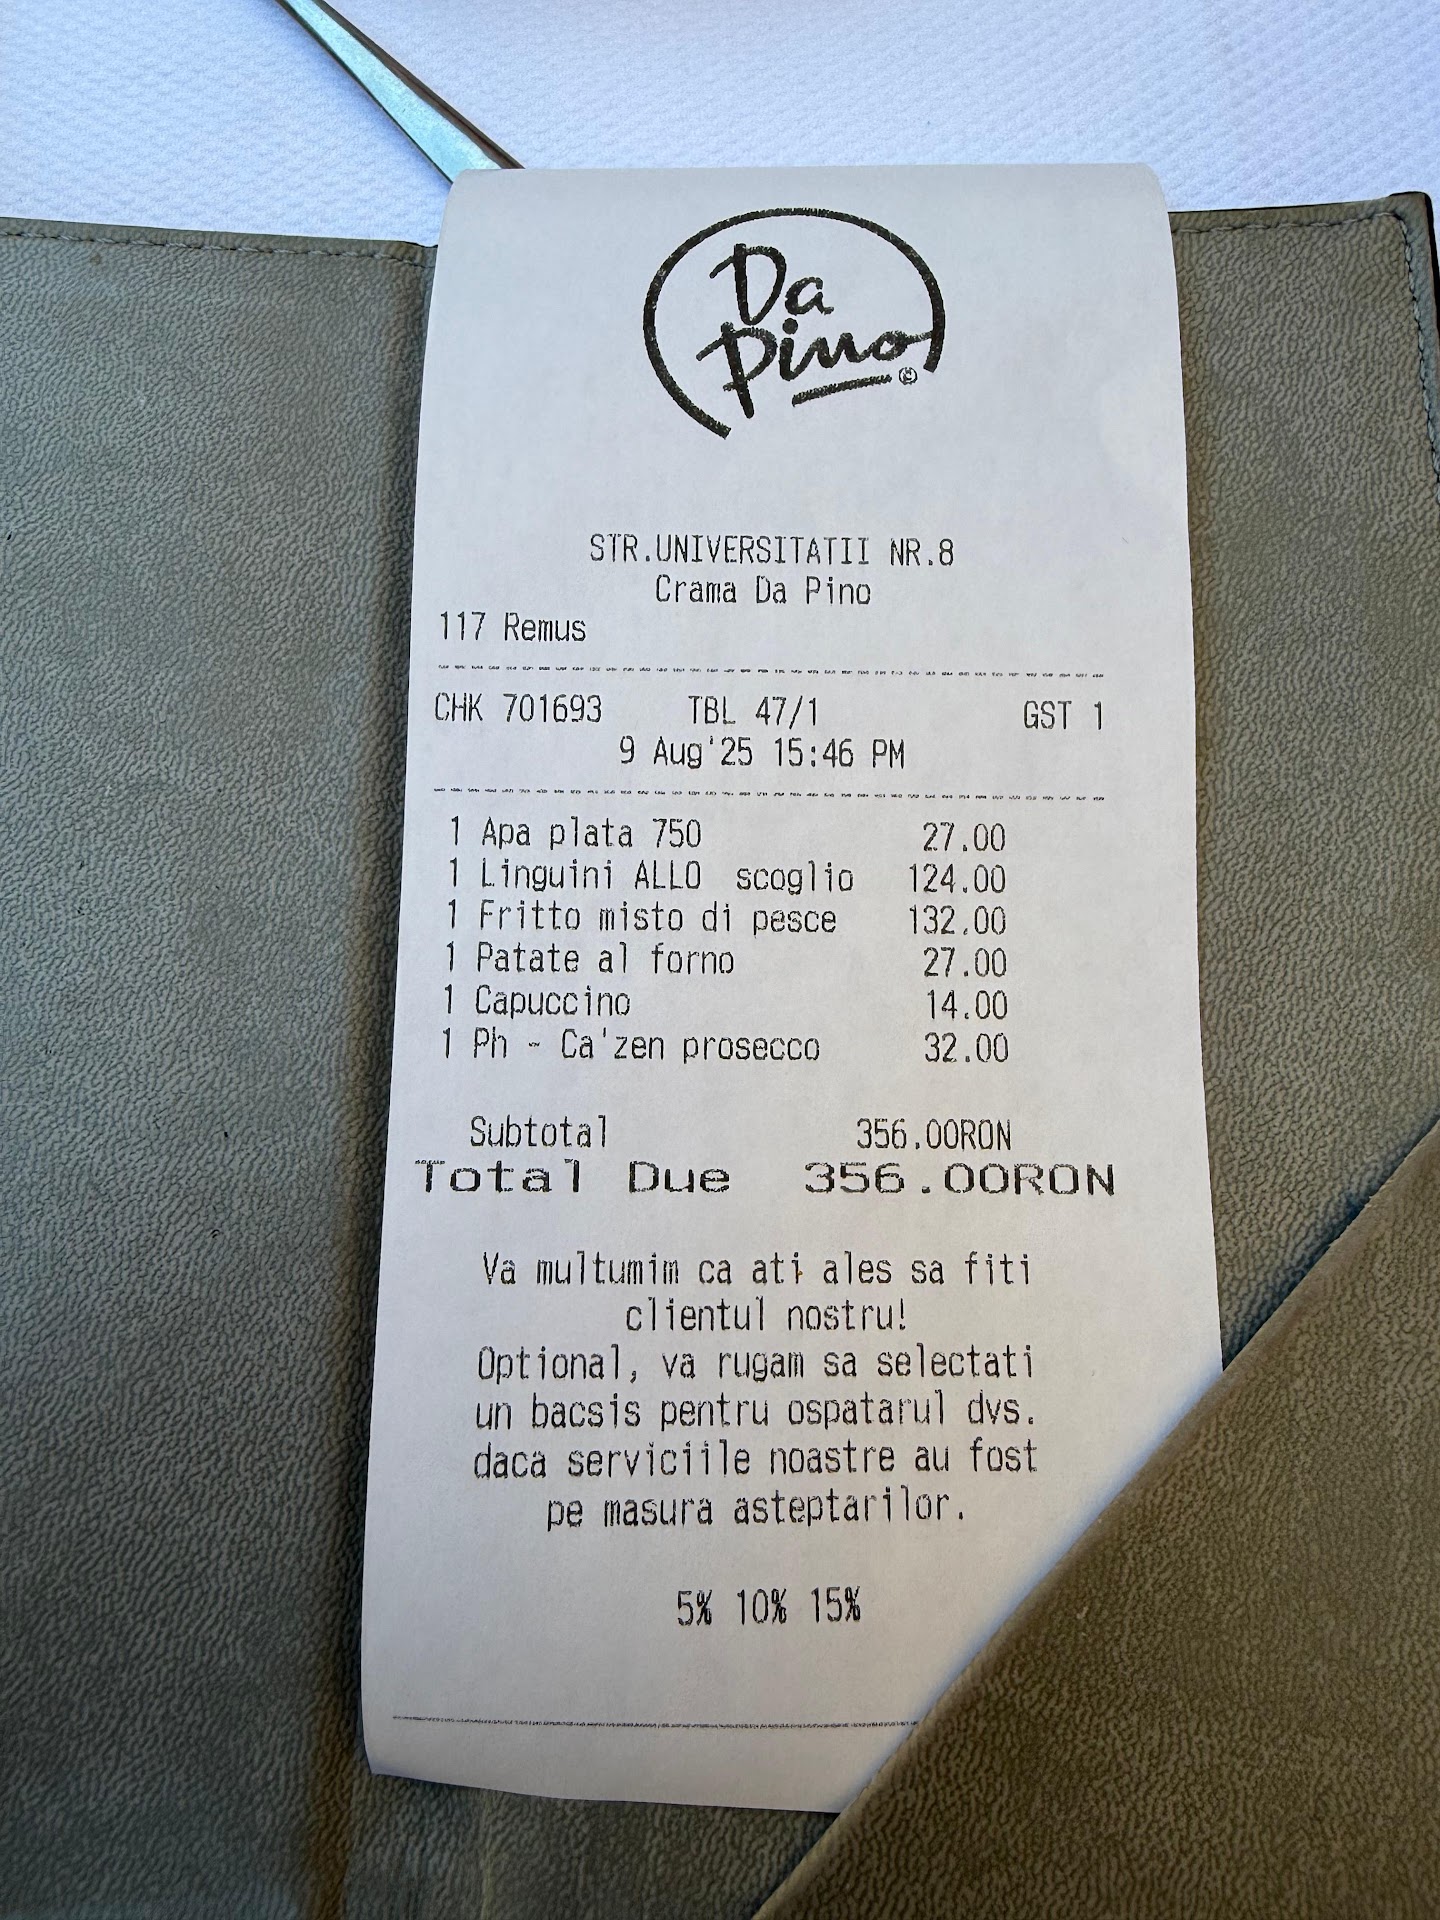 Da
Pino
©
STR.UNIVERSITATII NR.8
Crama Da Pino
117 Remus
CHK 701693 TBL 47/1 GST 1
9 Aug'25 15:46 PM
1 Apa plata 750 27.00
1 Linguini ALLO scoglio 124.00
1 Fritto misto di pesce 132.00
1 Patate al forno 27.00
1 Capuccino 14.00
1 Ph - Ca'zen prosecco 32.00
Subtotal 356.00RON
Total Due 356.00RON
Va multumim ca ati ales sa fiti
clientul nostru!
Optional, va rugam sa selectati
un bacsis pentru ospatarul dvs.
daca serviciile noastre au fost
pe masura asteptarilor.
5% 10% 15%